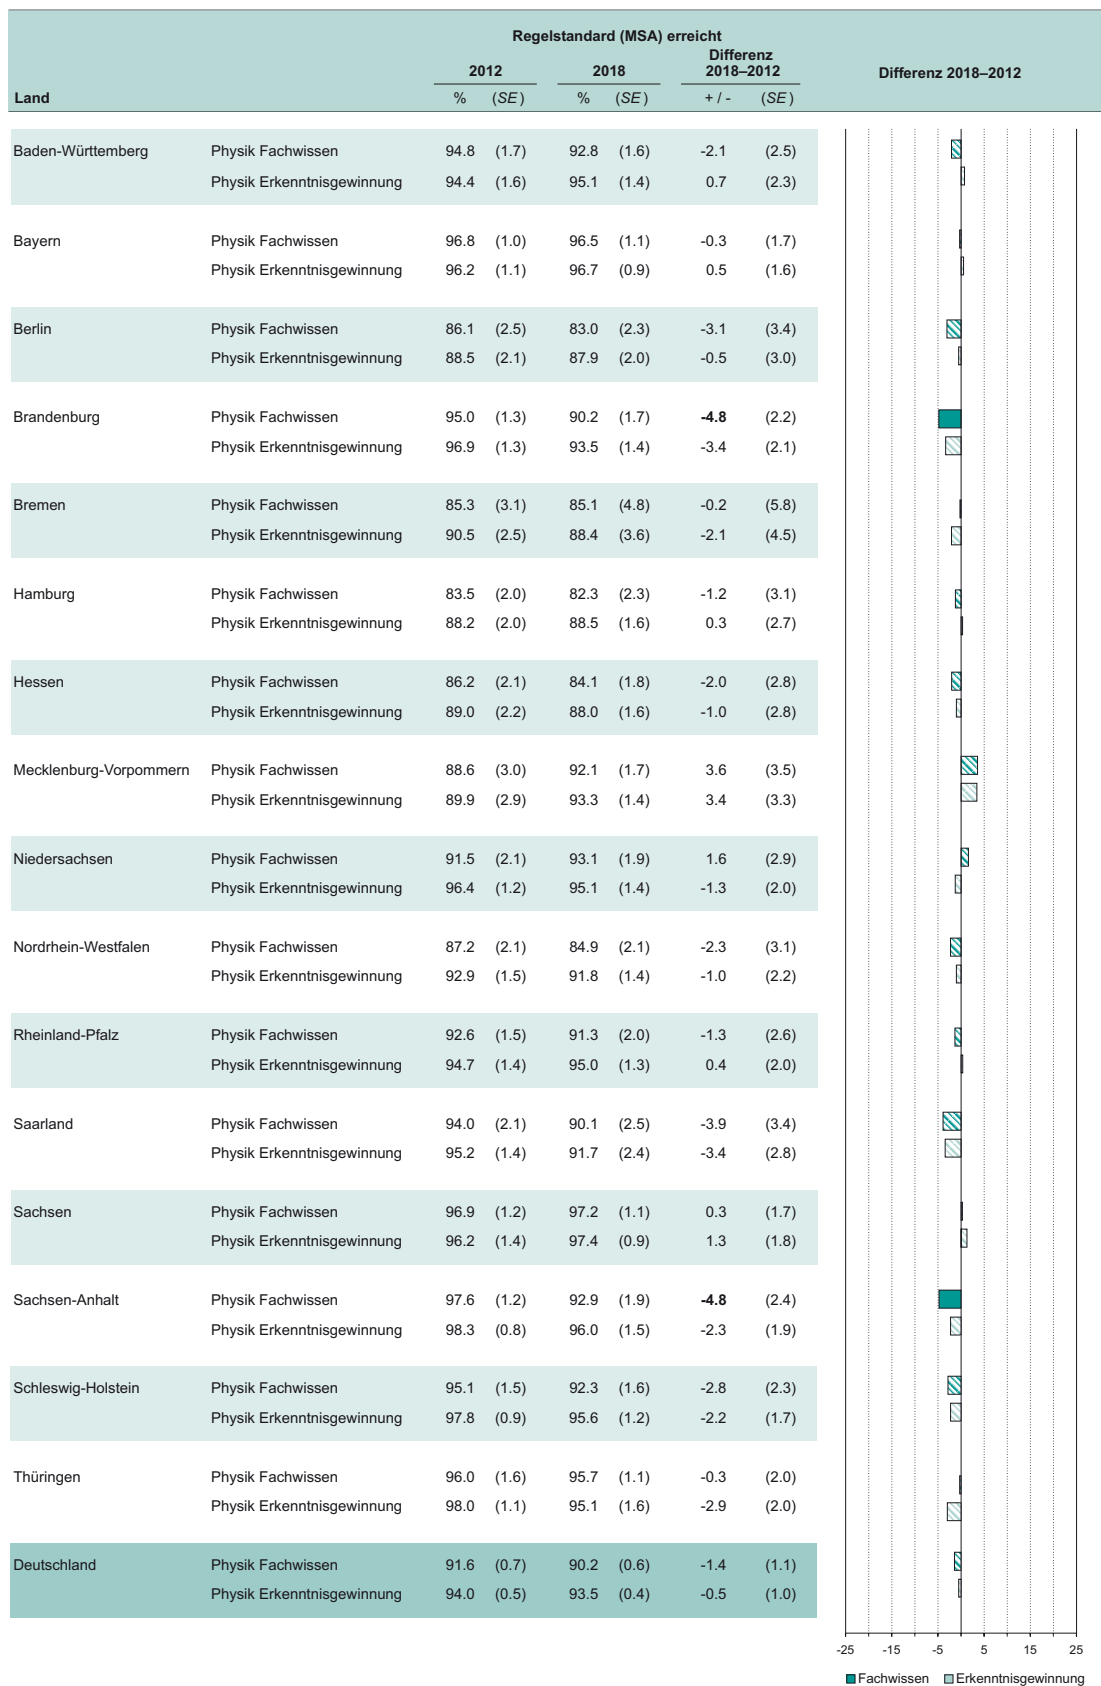 Regelstandard (MSA) erreicht
2012 2018 Differenz 2018–2012 Differenz 2018–2012
Land % (SE) % (SE) + / - (SE)
Baden-Württemberg Physik Fachwissen 94.8 (1.7) 92.8 (1.6) -2.1 (2.5)
Physik Erkenntnisgewinnung 94.4 (1.6) 95.1 (1.4) 0.7 (2.3)
Bayern Physik Fachwissen 96.8 (1.0) 96.5 (1.1) -0.3 (1.7)
Physik Erkenntnisgewinnung 96.2 (1.1) 96.7 (0.9) 0.5 (1.6)
Berlin Physik Fachwissen 86.1 (2.5) 83.0 (2.3) -3.1 (3.4)
Physik Erkenntnisgewinnung 88.5 (2.1) 87.9 (2.0) -0.5 (3.0)
Brandenburg Physik Fachwissen 95.0 (1.3) 90.2 (1.7) -4.8 (2.2)
Physik Erkenntnisgewinnung 96.9 (1.3) 93.5 (1.4) -3.4 (2.1)
Bremen Physik Fachwissen 85.3 (3.1) 85.1 (4.8) -0.2 (5.8)
Physik Erkenntnisgewinnung 90.5 (2.5) 88.4 (3.6) -2.1 (4.5)
Hamburg Physik Fachwissen 83.5 (2.0) 82.3 (2.3) -1.2 (3.1)
Physik Erkenntnisgewinnung 88.2 (2.0) 88.5 (1.6) 0.3 (2.7)
Hessen Physik Fachwissen 86.2 (2.1) 84.1 (1.8) -2.0 (2.8)
Physik Erkenntnisgewinnung 89.0 (2.2) 88.0 (1.6) -1.0 (2.8)
Mecklenburg-Vorpommern Physik Fachwissen 88.6 (3.0) 92.1 (1.7) 3.6 (3.5)
Physik Erkenntnisgewinnung 89.9 (2.9) 93.3 (1.4) 3.4 (3.3)
Niedersachsen Physik Fachwissen 91.5 (2.1) 93.1 (1.9) 1.6 (2.9)
Physik Erkenntnisgewinnung 96.4 (1.2) 95.1 (1.4) -1.3 (2.0)
Nordrhein-Westfalen Physik Fachwissen 87.2 (2.1) 84.9 (2.1) -2.3 (3.1)
Physik Erkenntnisgewinnung 92.9 (1.5) 91.8 (1.4) -1.0 (2.2)
Rheinland-Pfalz Physik Fachwissen 92.6 (1.5) 91.3 (2.0) -1.3 (2.6)
Physik Erkenntnisgewinnung 94.7 (1.4) 95.0 (1.3) 0.4 (2.0)
Saarland Physik Fachwissen 94.0 (2.1) 90.1 (2.5) -3.9 (3.4)
Physik Erkenntnisgewinnung 95.2 (1.4) 91.7 (2.4) -3.4 (2.8)
Sachsen Physik Fachwissen 96.9 (1.2) 97.2 (1.1) 0.3 (1.7)
Physik Erkenntnisgewinnung 96.2 (1.4) 97.4 (0.9) 1.3 (1.8)
Sachsen-Anhalt Physik Fachwissen 97.6 (1.2) 92.9 (1.9) -4.8 (2.4)
Physik Erkenntnisgewinnung 98.3 (0.8) 96.0 (1.5) -2.3 (1.9)
Schleswig-Holstein Physik Fachwissen 95.1 (1.5) 92.3 (1.6) -2.8 (2.3)
Physik Erkenntnisgewinnung 97.8 (0.9) 95.6 (1.2) -2.2 (1.7)
Thüringen Physik Fachwissen 96.0 (1.6) 95.7 (1.1) -0.3 (2.0)
Physik Erkenntnisgewinnung 98.0 (1.1) 95.1 (1.6) -2.9 (2.0)
Deutschland Physik Fachwissen 91.6 (0.7) 90.2 (0.6) -1.4 (1.1)
Physik Erkenntnisgewinnung 94.0 (0.5) 93.5 (0.4) -0.5 (1.0)
-25 -15 -5 5 15 25
Fachwissen Erkenntnisgewinnung